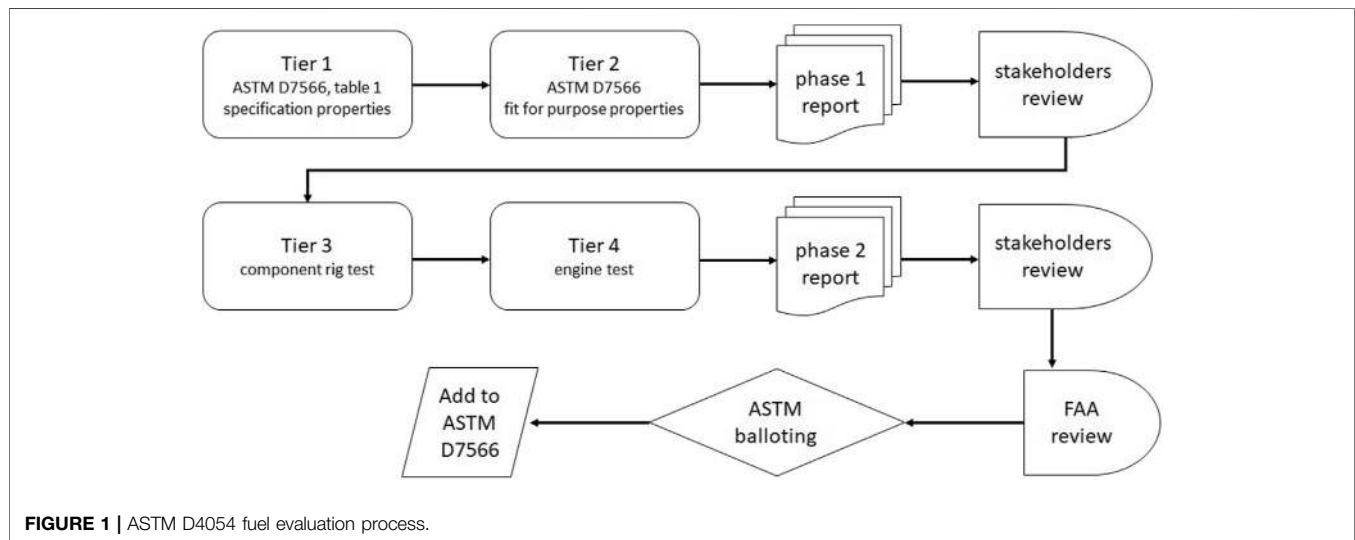 Tier 1
ASTM D7566, table 1
specification properties
Tier 2
ASTM D7566
fit for purpose properties
phase 1
report
stakeholders
review
Tier 3
component rig test
Tier 4
engine test
phase 2
report
stakeholders
review
Add to
ASTM
D7566
ASTM
balloting
FAA
review
FIGURE 1 | ASTM D4054 fuel evaluation process.